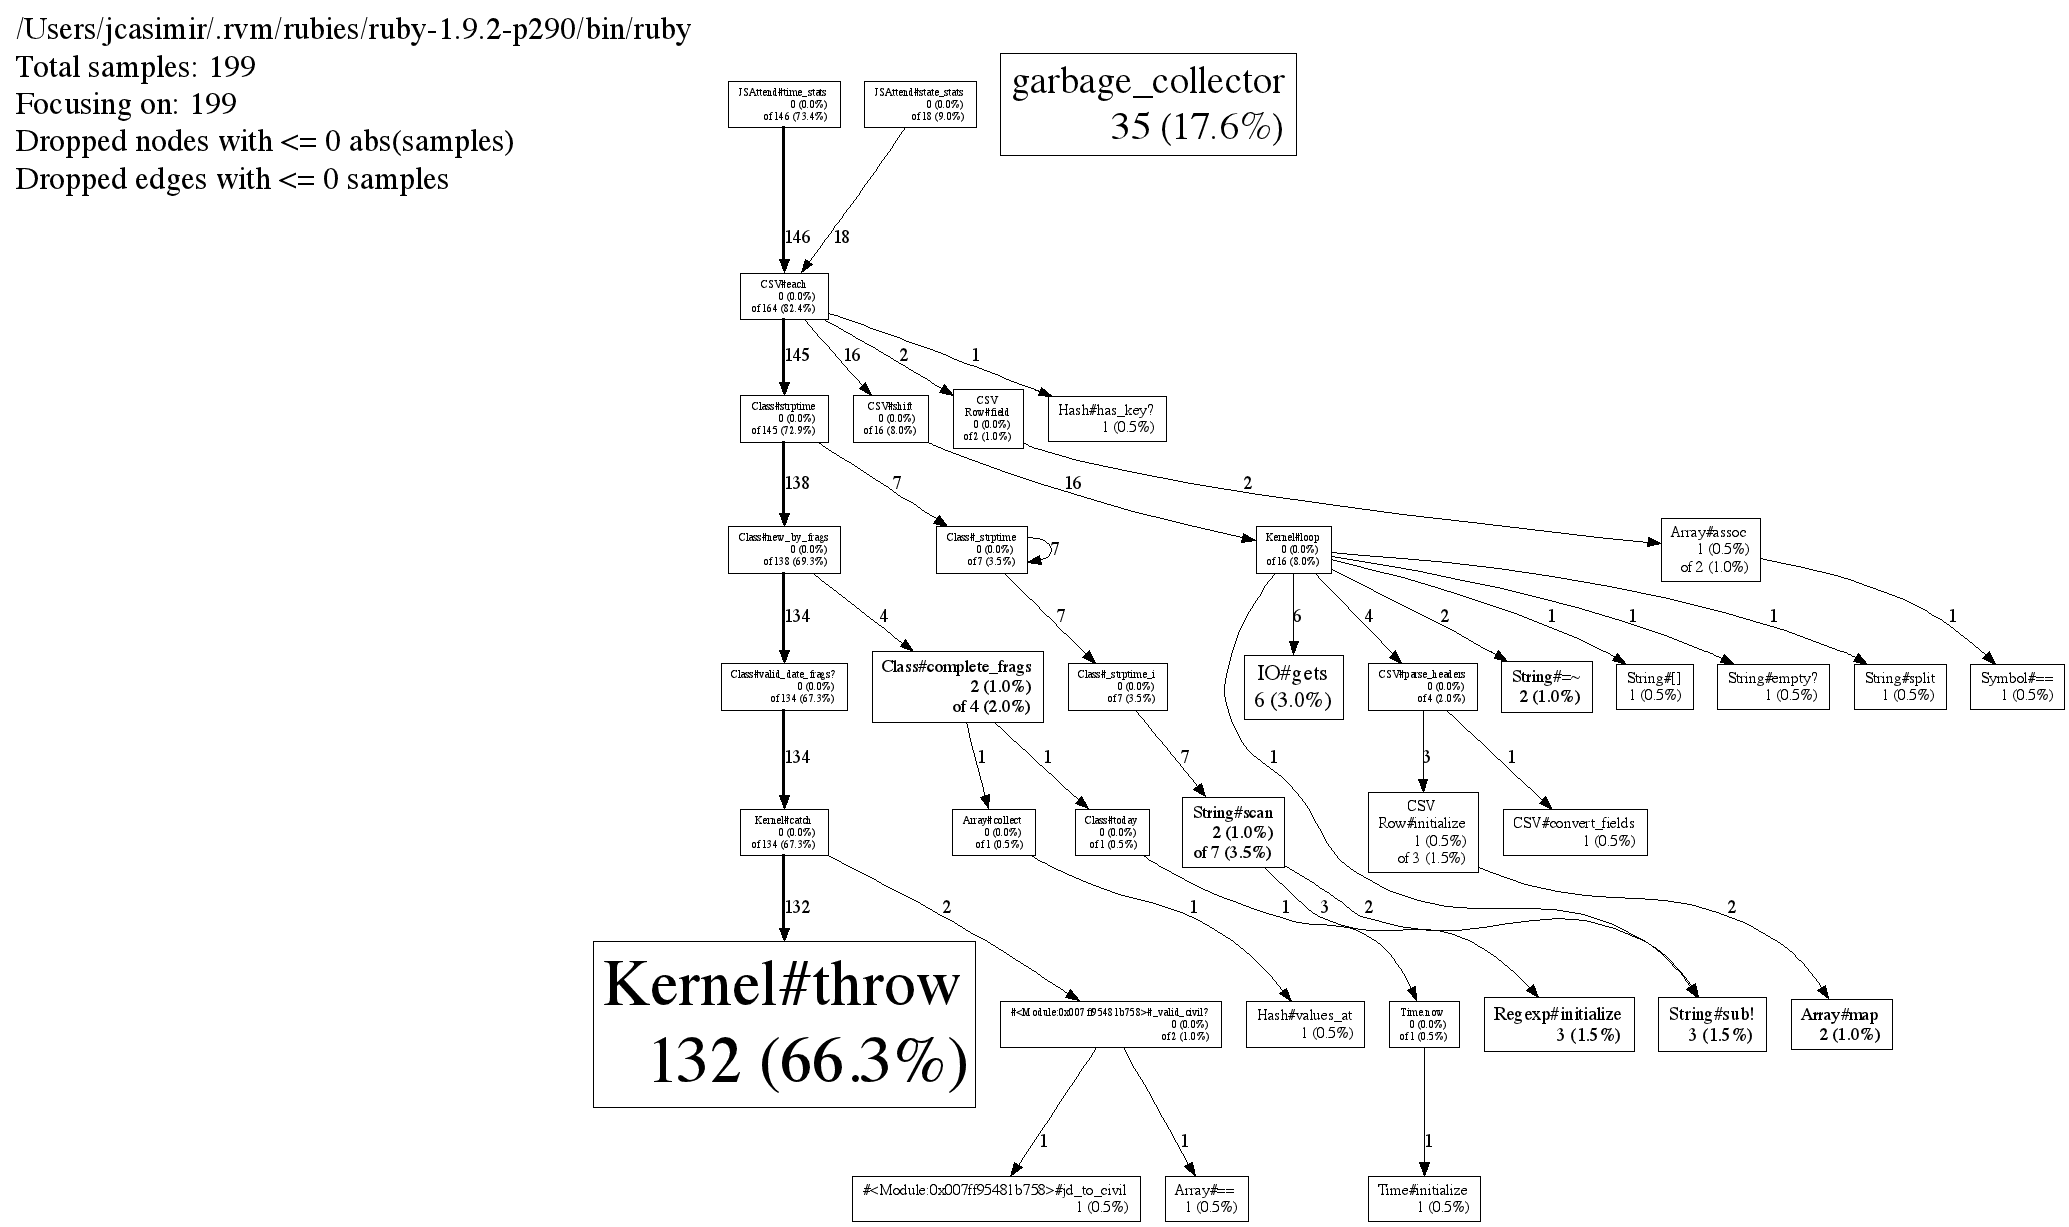 /Users/jcasimir/.rvm/rubies/ruby-1.9.2-p290/bin/ruby
Total samples: 199
Focusing on: 199
Dropped nodes with <= 0 abs(samples)
Dropped edges with <= 0 samples
JSAttend#time_stats
0 (0.0%)
of 146 (73.4%)
JSAttend#state_stats
0 (0.0%)
of 18 (9.0%)
garbage_collector
35 (17.6%)
146
18
CSV#each
0 (0.0%)
of 164 (82.4%)
145
16
2
1
Class#strptime
0 (0.0%)
of 145 (72.9%)
CSV#shift
0 (0.0%)
of 16 (8.0%)
CSV
Row#field
0 (0.0%)
of 2 (1.0%)
Hash#has_key?
1 (0.5%)
138
7
16
2
Class#new_by_frags
0 (0.0%)
of 138 (69.3%)
Class#_strptime
0 (0.0%)
of 7 (3.5%)
7
Kernel#loop
0 (0.0%)
of 16 (8.0%)
Array#assoc
1 (0.5%)
of 2 (1.0%)
134
4
7
6
4
2
1
1
1
1
Class#valid_date_frags?
0 (0.0%)
of 134 (67.3%)
Class#complete_frags
2 (1.0%)
of 4 (2.0%)
Class#_strptime_i
0 (0.0%)
of 7 (3.5%)
IO#gets
6 (3.0%)
CSV#parse_headers
0 (0.0%)
of 4 (2.0%)
String#=~
2 (1.0%)
String#[]
1 (0.5%)
String#empty?
1 (0.5%)
String#split
1 (0.5%)
Symbol#==
1 (0.5%)
134
1
1
7
1
3
1
Kernel#catch
0 (0.0%)
of 134 (67.3%)
Array#collect
0 (0.0%)
of 1 (0.5%)
Class#today
0 (0.0%)
of 1 (0.5%)
String#scan
2 (1.0%)
of 7 (3.5%)
CSV
Row#initialize
1 (0.5%)
of 3 (1.5%)
CSV#convert_fields
1 (0.5%)
132
2
1
1
3
2
2
Kernel#throw
132 (66.3%)
#<Module:0x007ff95481b758>#_valid_civil?
0 (0.0%)
of 2 (1.0%)
Hash#values_at
1 (0.5%)
Time.now
0 (0.0%)
of 1 (0.5%)
Regexp#initialize
3 (1.5%)
String#sub!
3 (1.5%)
Array#map
2 (1.0%)
1
1
1
#<Module:0x007ff95481b758>#jd_to_civil
1 (0.5%)
Array#==
1 (0.5%)
Time#initialize
1 (0.5%)